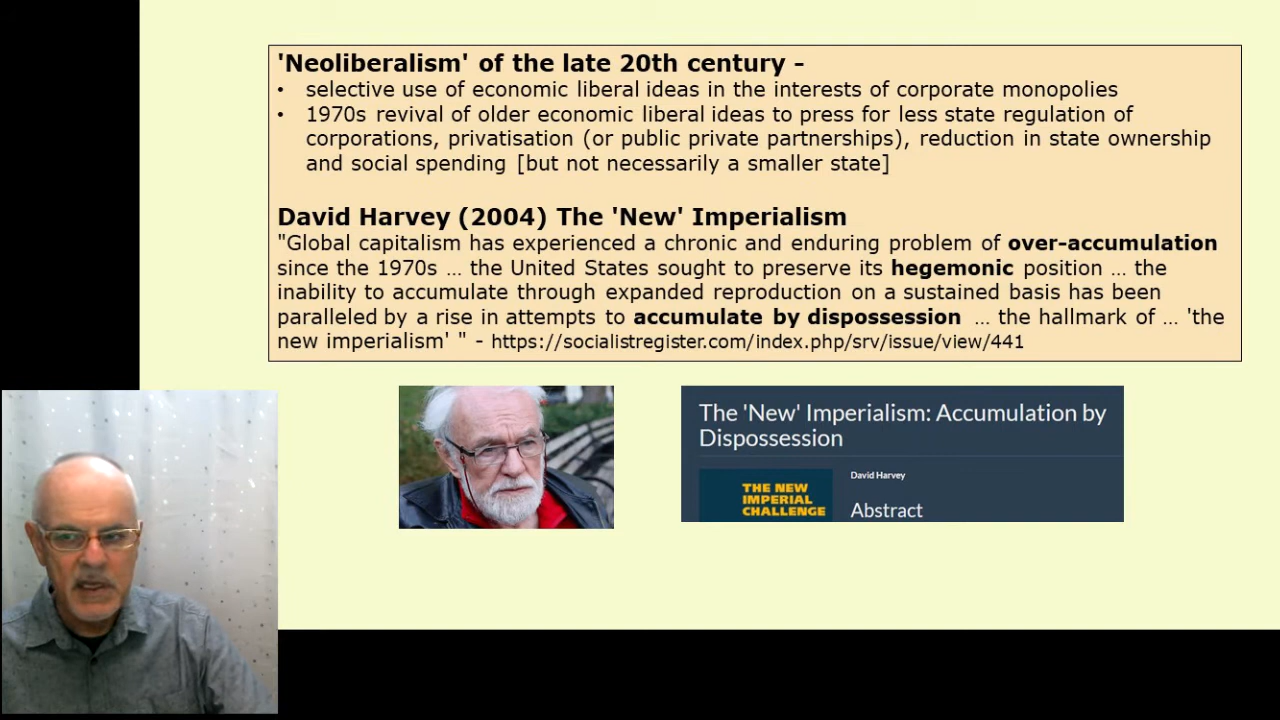 'Neoliberalism' of the late 20th century –
• selective use of economic liberal ideas in the interests of corporate monopolies
• 1970s revival of older economic liberal ideas to press for less state regulation of
corporations, privatisation (or public private partnerships), reduction in state ownership
and social spending [but not necessarily a smaller state]
David Harvey (2004) The 'New' Imperialism
"Global capitalism has experienced a chronic and enduring problem of over-accumulation
since the 1970s … the United States sought to preserve its hegemonic position … the
inability to accumulate through expanded reproduction on a sustained basis has been
paralleled by a rise in attempts to accumulate by dispossession … the hallmark of … 'the
new imperialism' " - https://socialistregister.com/index.php/srv/issue/view/441
The 'New' Imperialism: Accumulation by
Dispossession
David Harvey
THE NEW
IMPERIAL
CHALLENGE
Abstract